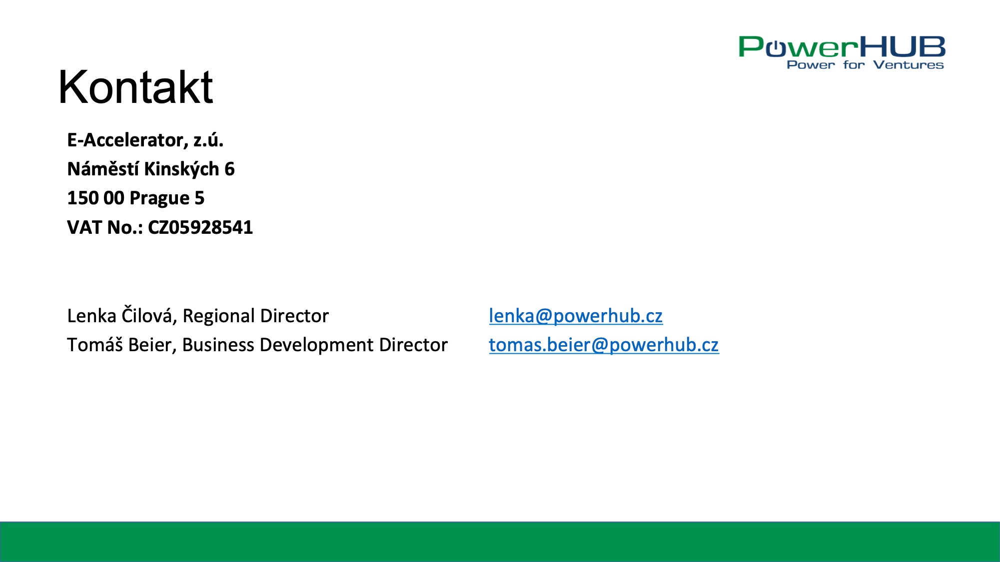 PowerHUB
Power for Ventures
Kontakt
E-Accelerator, z.ú.
Náměstí Kinských 6
150 00 Prague 5
VAT No.: CZ05928541
Lenka Čilová, Regional Director lenka@powerhub.cz
Tomáš Beier, Business Development Director tomas.beier@powerhub.cz